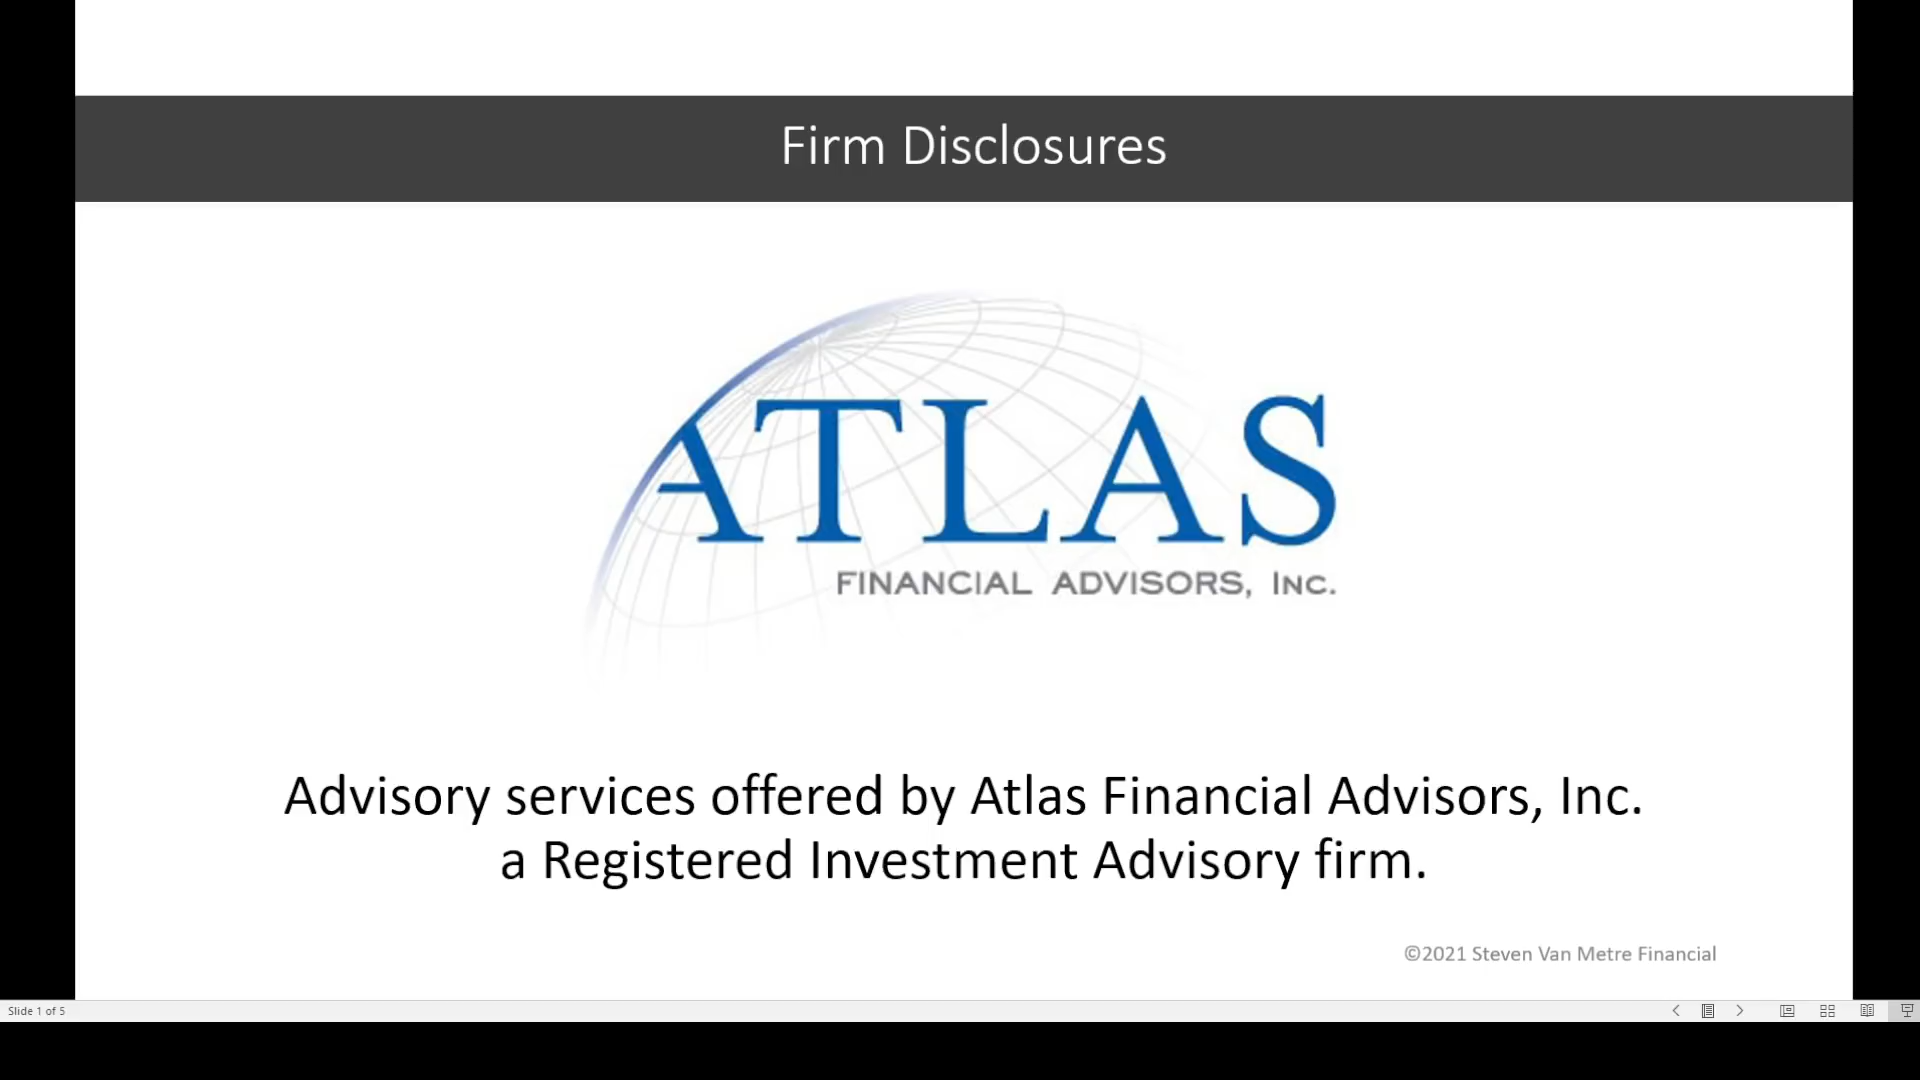 Firm Disclosures
ATLAS
FINANCIAL ADVISORS, INC.
Advisory services offered by Atlas Financial Advisors, Inc.
a Registered Investment Advisory firm.
©2021 Steven Van Metre Financial
Slide 1 of 5